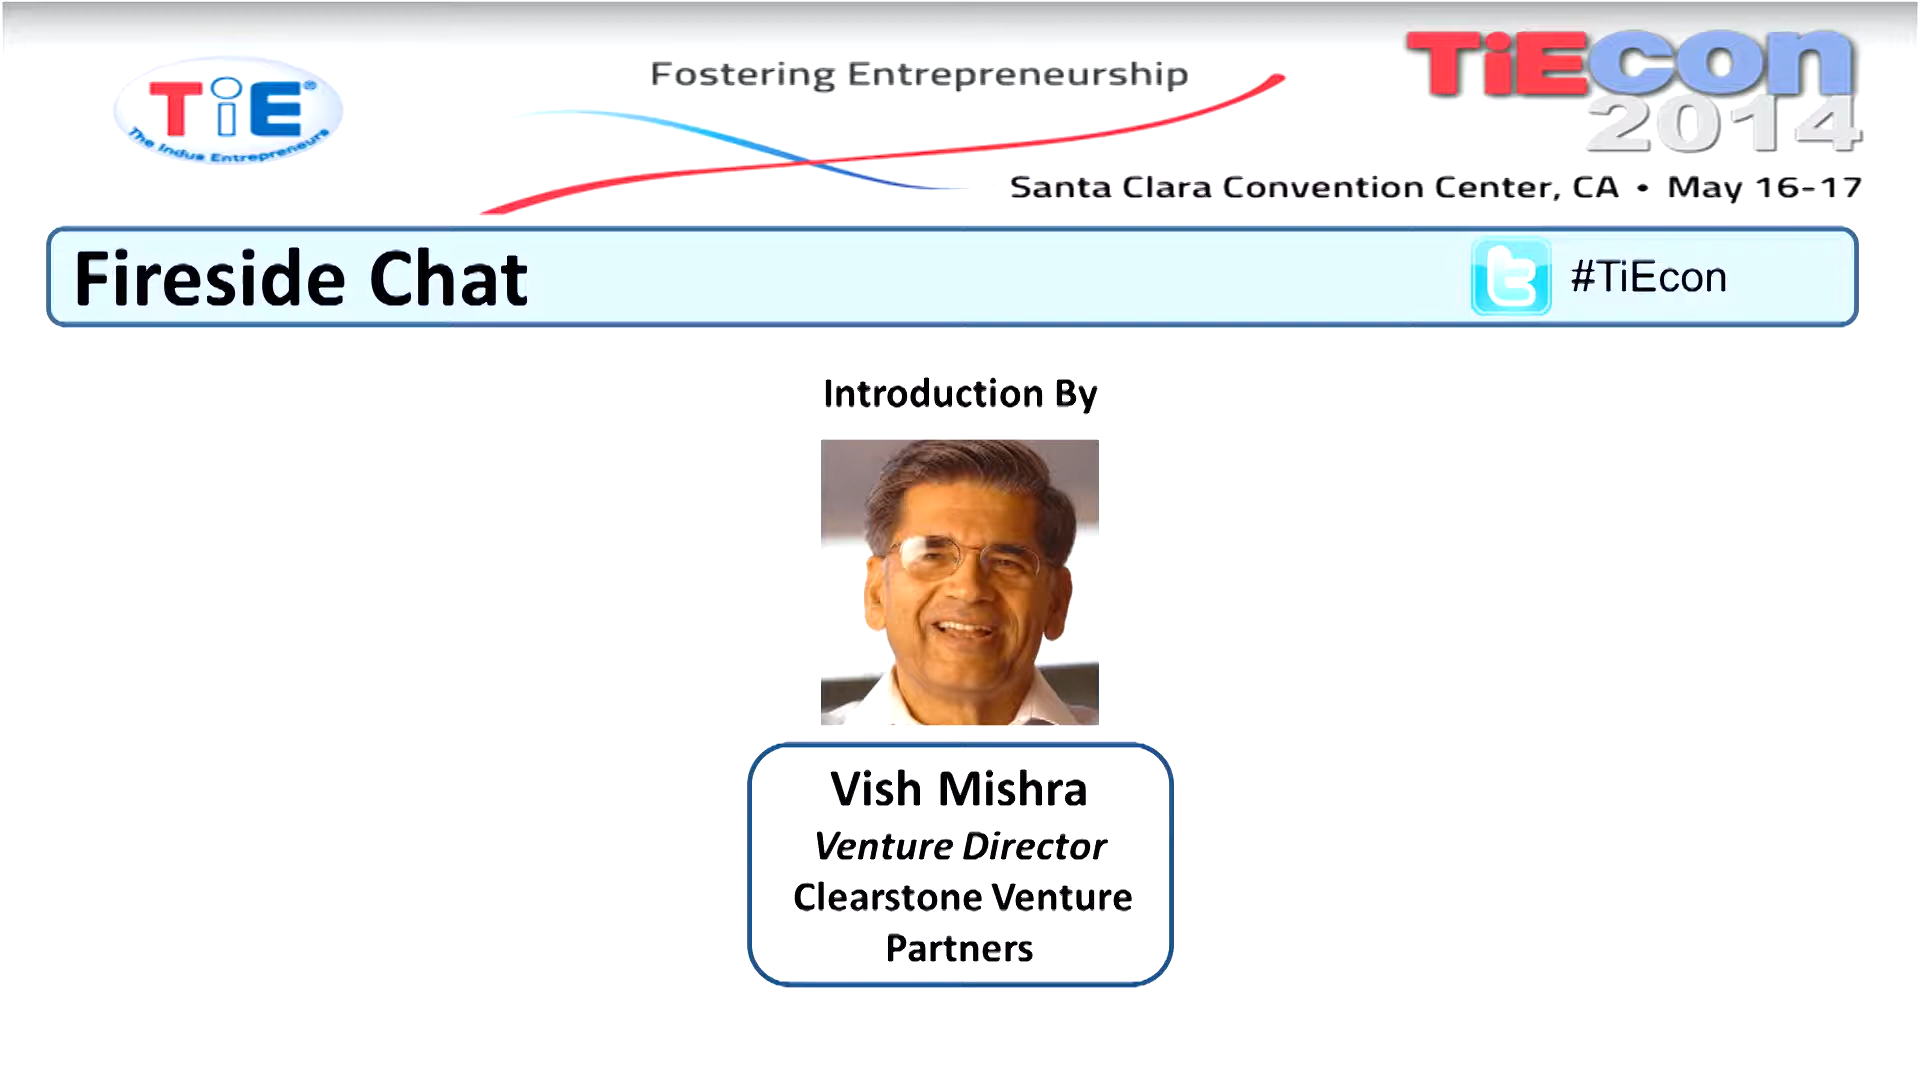 TiE®
The Indus Entrepreneurs
Fostering Entrepreneurship
TiEcon
2014
Santa Clara Convention Center, CA • May 16-17
Fireside Chat
#TiEcon
Introduction By
Vish Mishra
Venture Director
Clearstone Venture
Partners